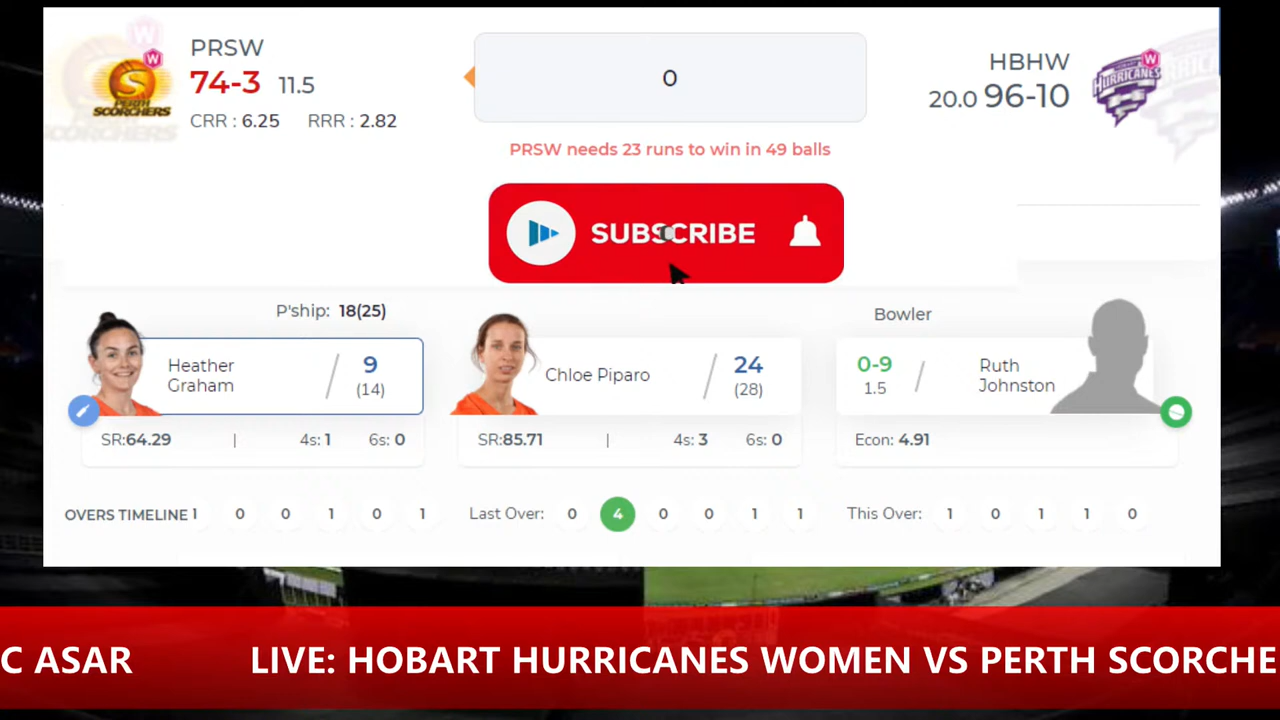 PRSW
74-3 11.5
CRR : 6.25 RRR : 2.82
W
S
PERTH
SCORCHERS
0
HBHW
20.0 96-10
W
HURRICANES
PRSW needs 23 runs to win in 49 balls
SUBSCRIBE
P'ship: 18(25)
Bowler
Heather
Graham
9
(14)
Chloe Piparo
24
(28)
0-9
1.5
Ruth
Johnston
SR:64.29 | 4s: 1 6s: 0
SR:85.71 | 4s: 3 6s: 0
Econ: 4.91
OVERS TIMELINE 1 0 0 1 0 1 Last Over: 0 4 0 0 1 1 This Over: 1 0 1 1 0
C ASAR LIVE: HOBART HURRICANES WOMEN VS PERTH SCORCHE